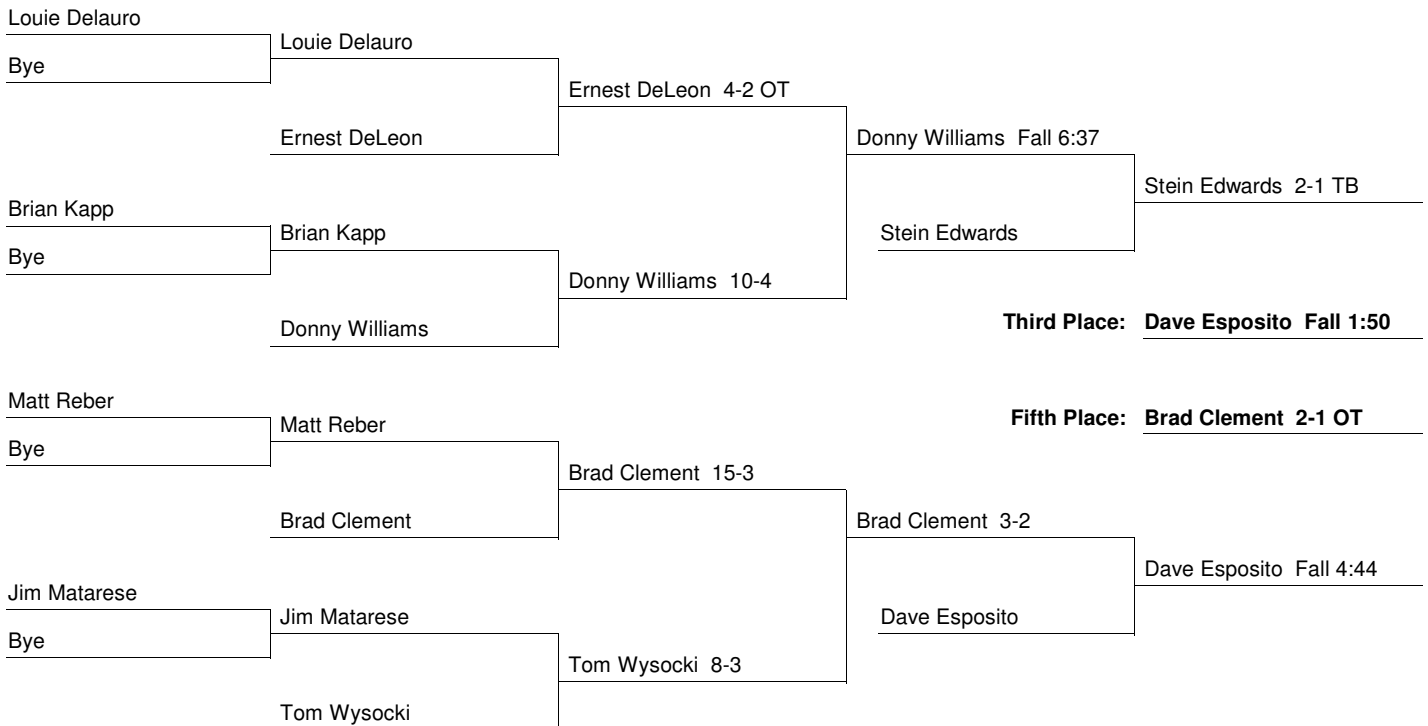 Louie Delauro
Louie Delauro
Bye
Ernest DeLeon 4-2 OT
Ernest DeLeon
Donny Williams Fall 6:37
Stein Edwards 2-1 TB
Brian Kapp
Brian Kapp
Stein Edwards
Bye
Donny Williams 10-4
Donny Williams
Third Place: Dave Esposito Fall 1:50
Matt Reber
Matt Reber
Fifth Place: Brad Clement 2-1 OT
Bye
Brad Clement 15-3
Brad Clement
Brad Clement 3-2
Dave Esposito Fall 4:44
Jim Matarese
Jim Matarese
Dave Esposito
Bye
Tom Wysocki 8-3
Tom Wysocki